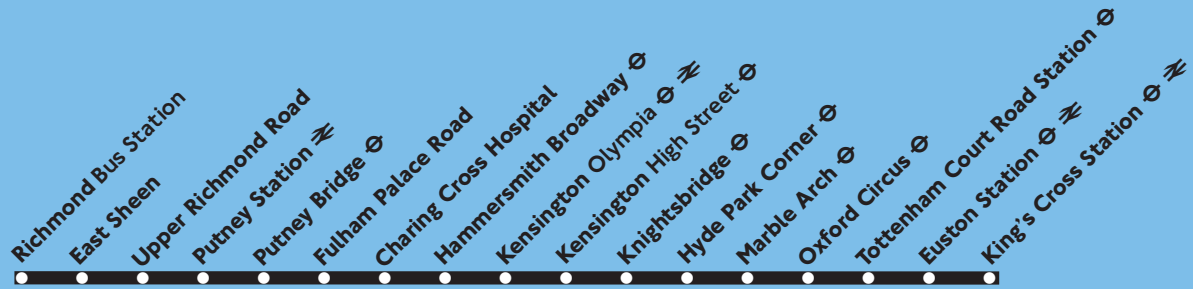 Richmond Bus Station
East Sheen
Upper Richmond Road
Putney Station
Putney Bridge
Fulham Palace Road
Charing Cross Hospital
Hammersmith Broadway
Kensington Olympia
Kensington High Street
Knightsbridge
Hyde Park Corner
Marble Arch
Oxford Circus
Tottenham Court Road Station
Euston Station
King's Cross Station